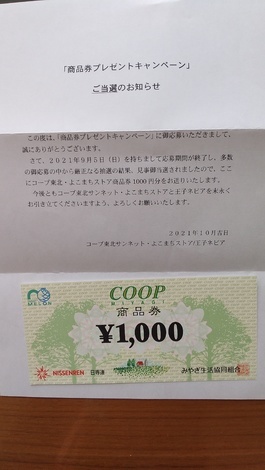 「商品券プレゼントキャンペーン」
ご当選のお知らせ
この度は、「商品券プレゼントキャンペーン」に御応募いただきまして、
誠にありがとうございます。
さて、2021年9月5日(日)を持ちまして応募期間が終了し、多数
の御応募の中から厳正なる抽選の結果、見事御当選されましたので、ここ
にコープ東北サンネット商品券1000円分をお送りいたします。
今後ともコープ東北サンネット・よこまちストアと王子ネピアを末永く
お引き立てくださいますよう、よろしくお願いいたします。
2021年10月吉日
コープ東北サンネット・よこまちストア/王子ネピア
COOP
MIYAGI
商品券
¥1,000
NISSENREN
日専連
みやぎ生活協同組合